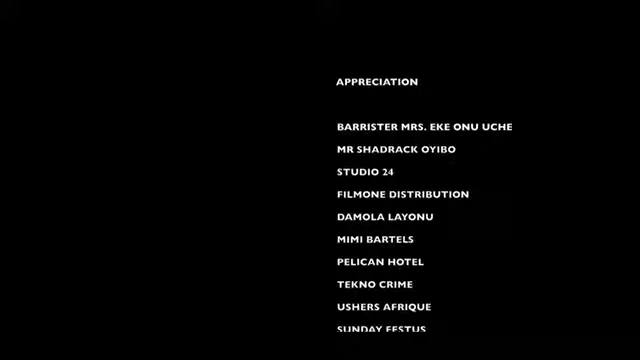 APPRECIATION
BARRISTER MRS. EKE ONU UCHE
MR SHADRACK OYIBO
STUDIO 24
FILMONE DISTRIBUTION
DAMOLA LAYONU
MIMI BARTELS
PELICAN HOTEL
TEKNO CRIME
USHERS AFRIQUE
SUNDAY FESTUS